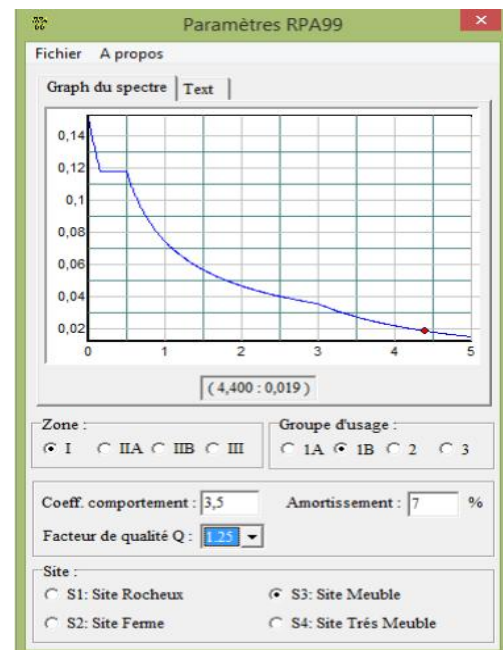 Paramètres RPA99
Fichier A propos
Graph du spectre Text
0,14
0,12
0,1
0,08
0,06
0,04
0,02
0 1 2 3 4 5
( 4,400 : 0,019 )
Zone : Groupe d'usage :
I IIA IIB III 1A 1B 2 3
Coeff. comportement : 3,5 Amortissement : 7 %
Facteur de qualité Q : 1.25
Site :
S1: Site Rocheux S3: Site Meuble
S2: Site Ferme S4: Site Trés Meuble